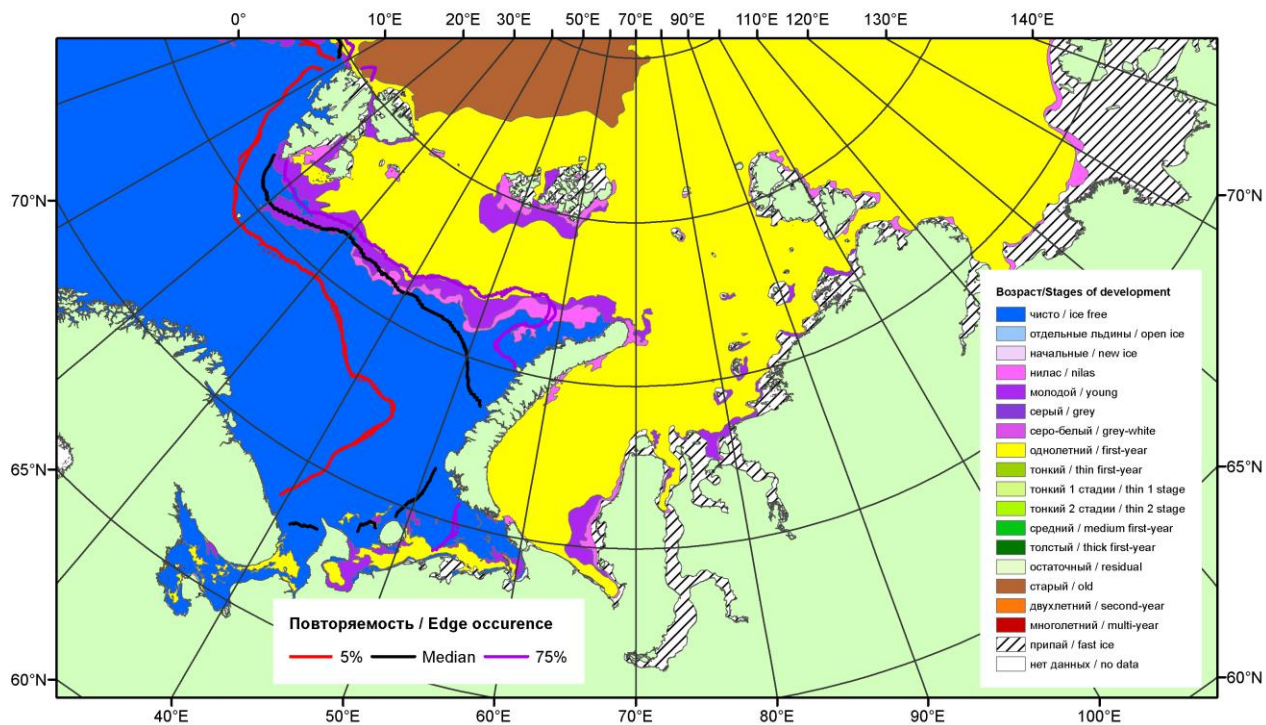 0° 10°E 20°E 30°E 50°E 70°E 90°E 110°E 120°E 130°E 140°E
70°N 70°N
65°N 65°N
60°N 60°N
Возраст/Stages of development
чисто / ice free
отдельные льдины / open ice
начальные / new ice
нилас / nilas
молодой / young
серый / grey
серо-белый / grey-white
однолетний / first-year
тонкий / thin first-year
тонкий 1 стадии / thin 1 stage
тонкий 2 стадии / thin 2 stage
средний / medium first-year
толстый / thick first-year
остаточный / residual
старый / old
двухлетний / second-year
многолетний / multi-year
припай / fast ice
нет данных / no data
Повторяемость / Edge occurence
5% Median 75%
40°E 50°E 60°E 70°E 80°E 90°E 100°E